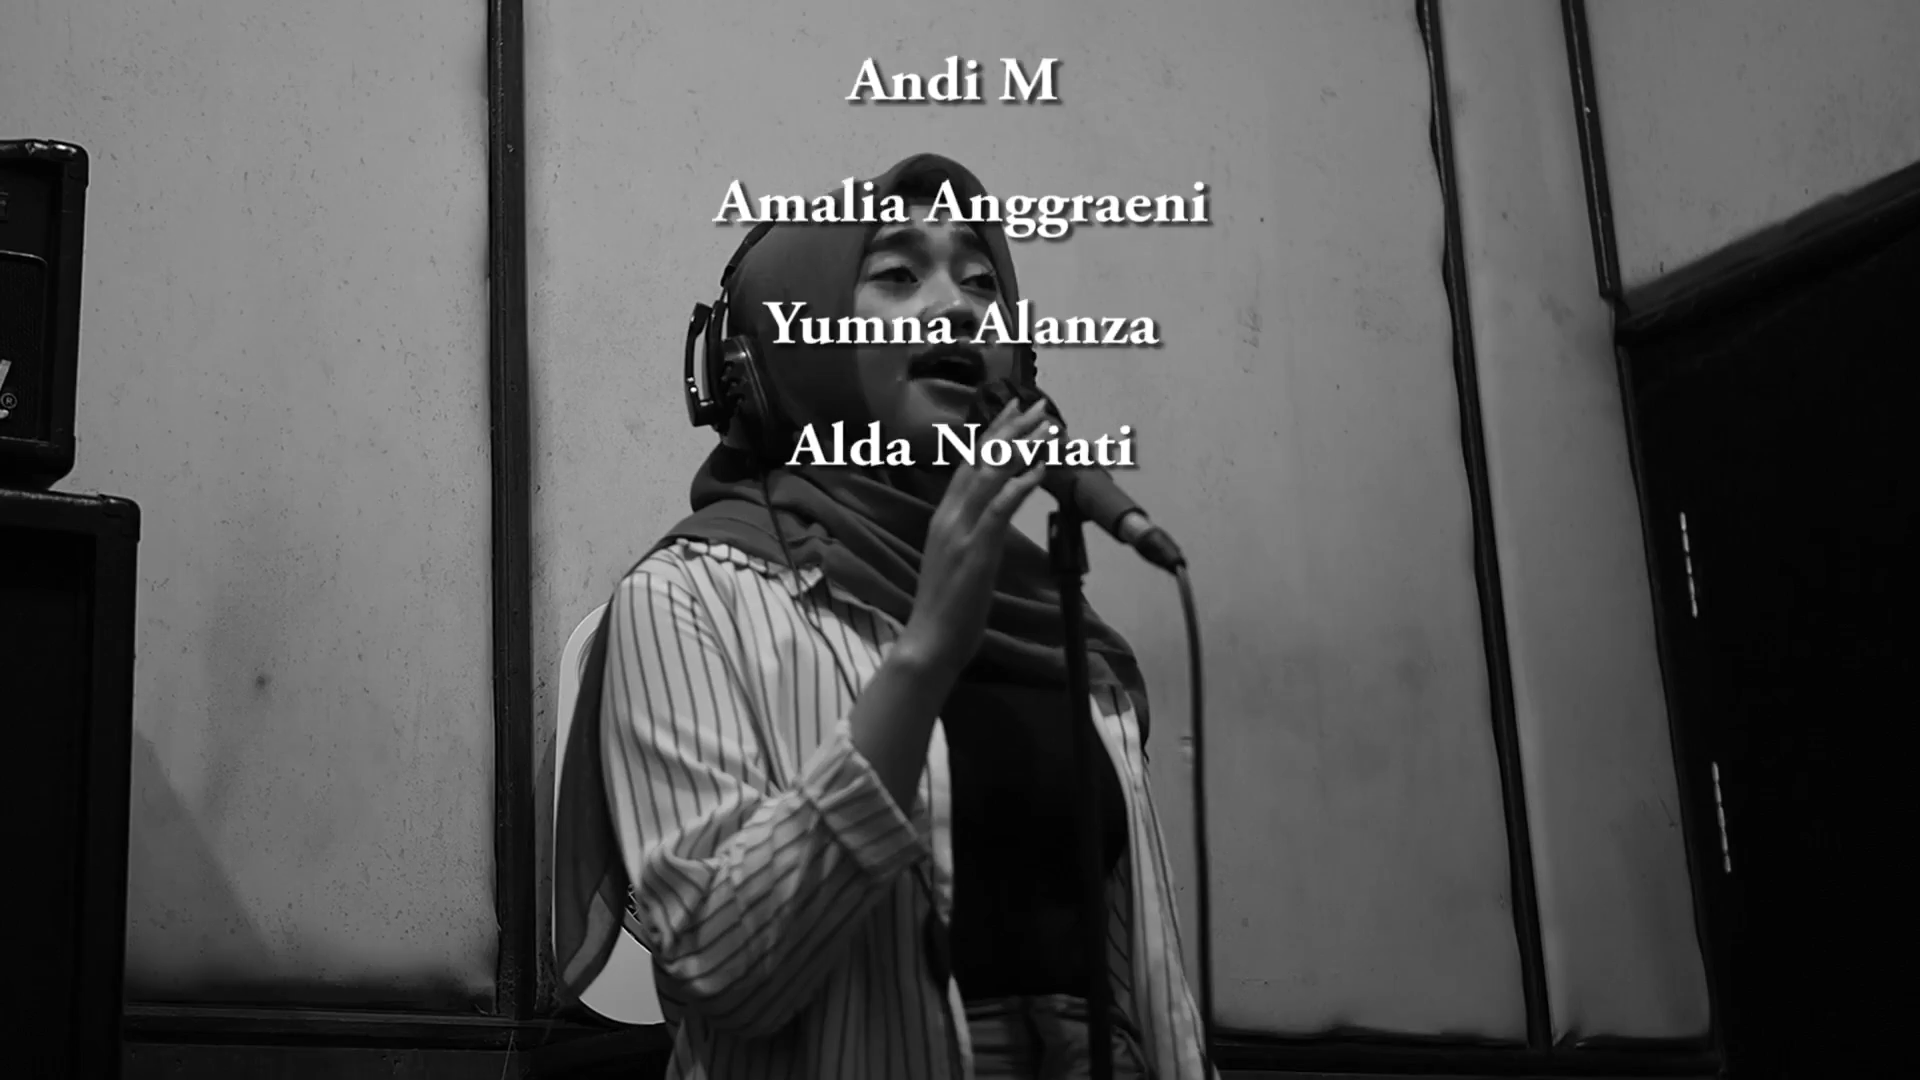 Andi M
Amalia Anggraeni
Yumna Alanza
Alda Noviati